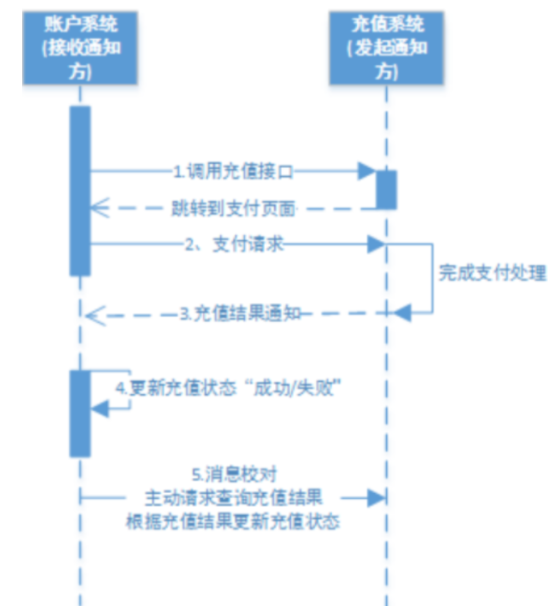 账户系统
(接收通知
方)
充值系统
(发起通知
方)
1.调用充值接口
跳转到支付页面
2、支付请求
完成支付处理
3.充值结果通知
4.更新充值状态“成功/失败”
5.消息校对
主动请求查询充值结果
根据充值结果更新充值状态